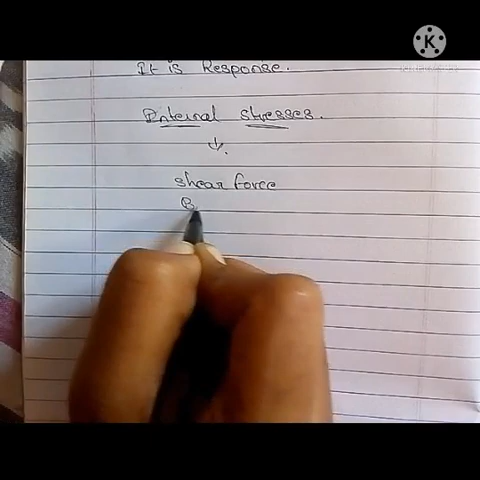 It is Response.
Internal stresses.
shear force
B
K